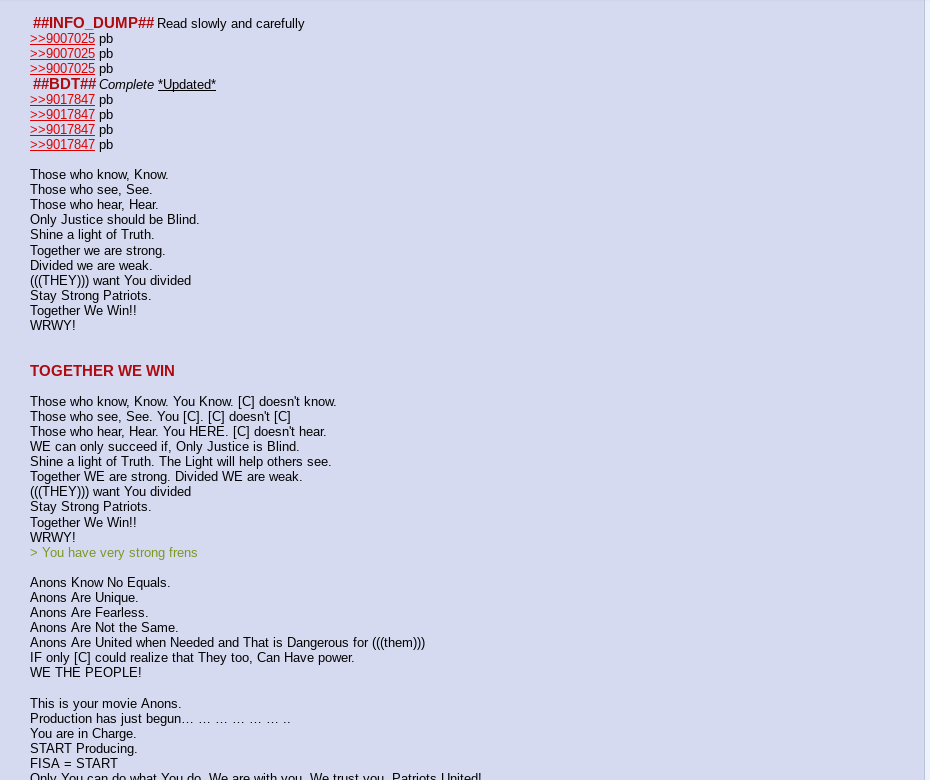 ##INFO_DUMP## Read slowly and carefully
>>9007025 pb
>>9007025 pb
>>9007025 pb
##BDT## Complete *Updated*
>>9017847 pb
>>9017847 pb
>>9017847 pb
>>9017847 pb
Those who know, Know.
Those who see, See.
Those who hear, Hear.
Only Justice should be Blind.
Shine a light of Truth.
Together we are strong.
Divided we are weak.
(((THEY))) want You divided
Stay Strong Patriots.
Together We Win!!
WRWY!
TOGETHER WE WIN
Those who know, Know. You Know. [C] doesn't know.
Those who see, See. You [C]. [C] doesn't [C]
Those who hear, Hear. You HERE. [C] doesn't hear.
WE can only succeed if, Only Justice is Blind.
Shine a light of Truth. The Light will help others see.
Together WE are strong. Divided WE are weak.
(((THEY))) want You divided
Stay Strong Patriots.
Together We Win!!
WRWY!
> You have very strong frens
Anons Know No Equals.
Anons Are Unique.
Anons Are Fearless.
Anons Are Not the Same.
Anons Are United when Needed and That is Dangerous for (((them)))
IF only [C] could realize that They too, Can Have power.
WE THE PEOPLE!
This is your movie Anons.
Production has just begun… … … … … … ..
You are in Charge.
START Producing.
FISA = START
Only You can do what You do. We are with you. We trust you. Patriots United!